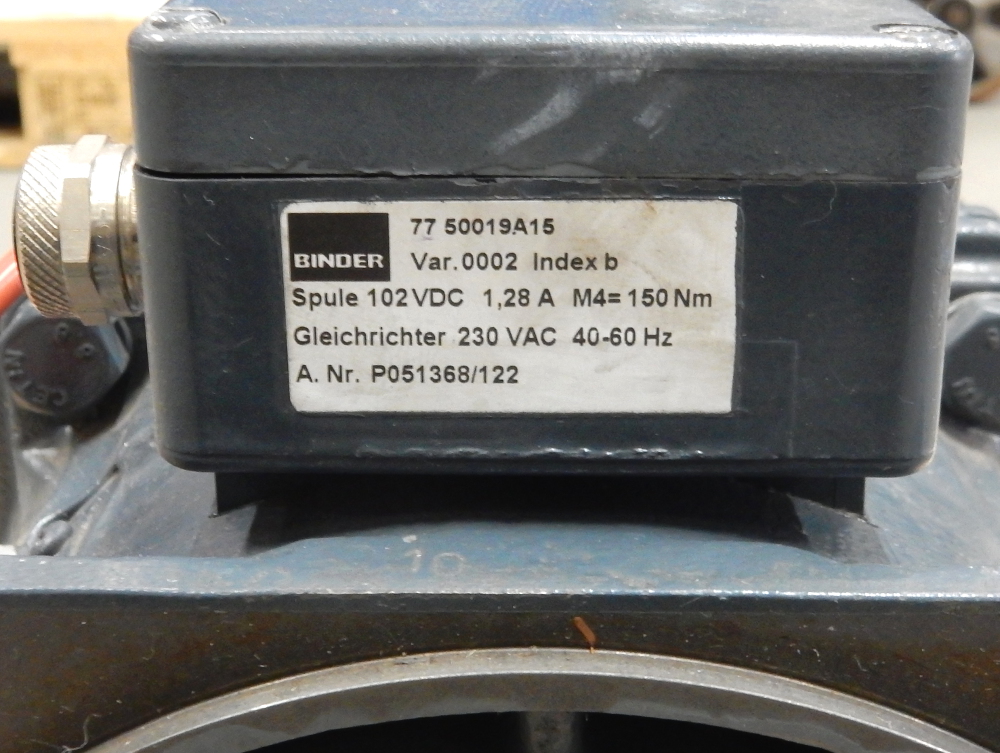 BINDER
77 50019A15
Var.0002 Index b
Spule 102VDC 1,28 A M4= 150 Nm
Gleichrichter 230 VAC 40-60 Hz
A. Nr. P051368/122
10